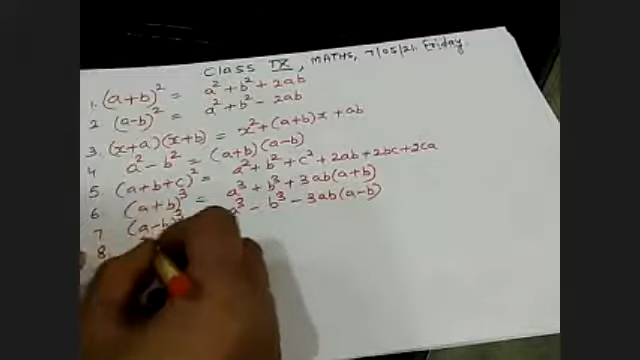 Class IX, MATHS, 7/05/21, Friday.
1. (a+b)² = a² + b² + 2ab
2 (a-b)² = a² + b² - 2ab
3. (x+a)(x+b) = x² + (a+b)x + ab
4 a² - b² = (a+b)(a-b)
5 (a+b+c)² = a² + b² + c² + 2ab + 2bc + 2ca
6 (a+b)³ = a³ + b³ + 3ab(a+b)
7 (a-b)³ a³ - b³ - 3ab(a-b)
8